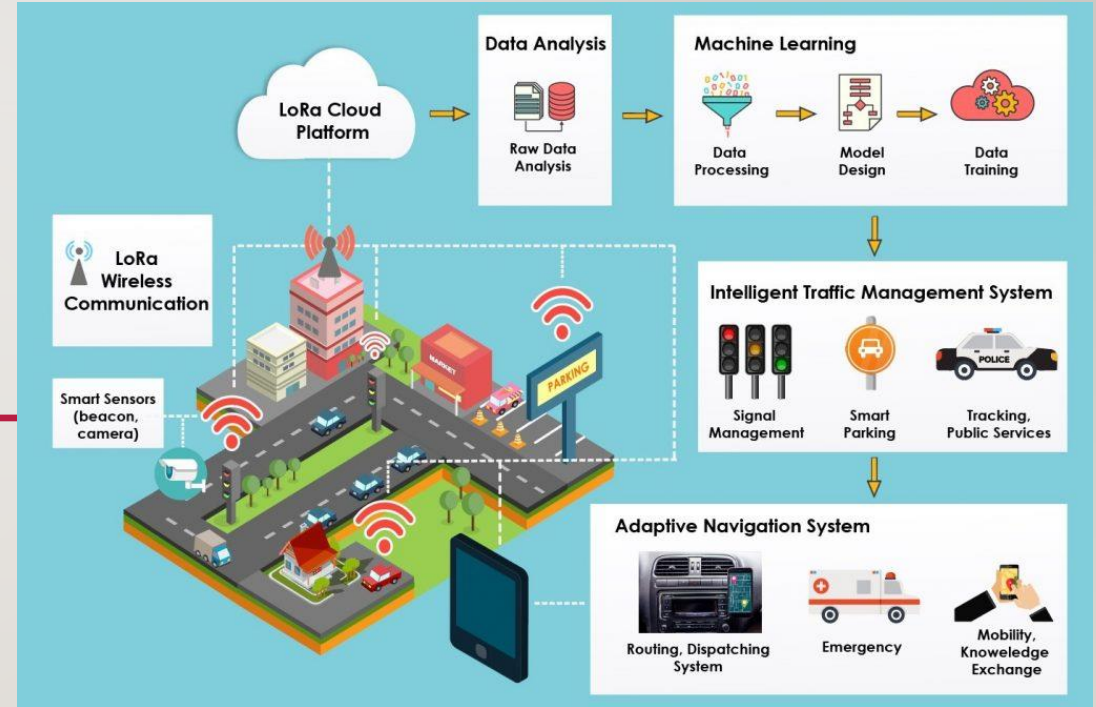 LoRa Cloud
Platform
Data Analysis
Raw Data
Analysis
Machine Learning
Data
Processing
Model
Design
Data
Training
LoRa
Wireless
Communication
Smart Sensors
(beacon,
camera)
MARKET
PARKING
Intelligent Traffic Management System
Signal
Management
Smart
Parking
POLICE
Tracking,
Public Services
Adaptive Navigation System
Routing, Dispatching
System
Emergency
Mobility,
Knoweledge
Exchange